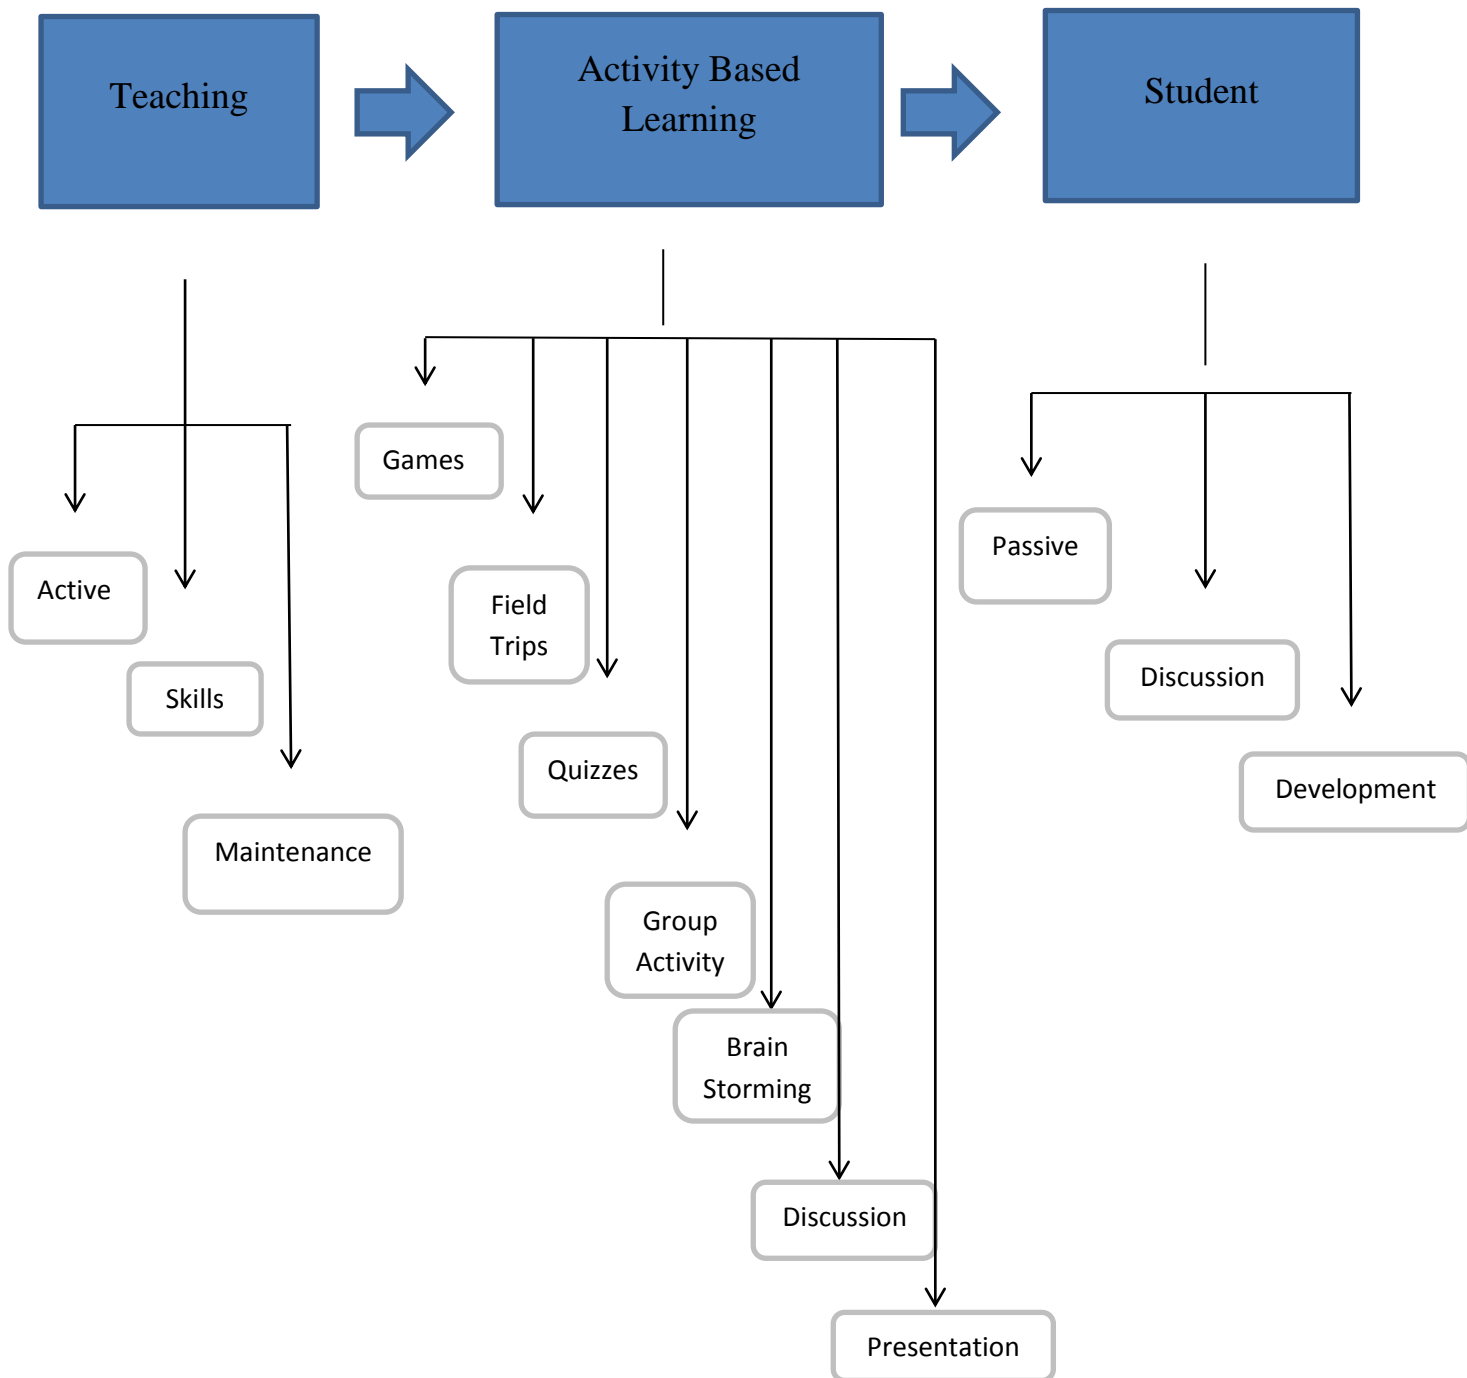 Teaching
Activity Based
Learning
Student
Active
Skills
Maintenance
Games
Field
Trips
Quizzes
Group
Activity
Brain
Storming
Discussion
Presentation
Passive
Discussion
Development